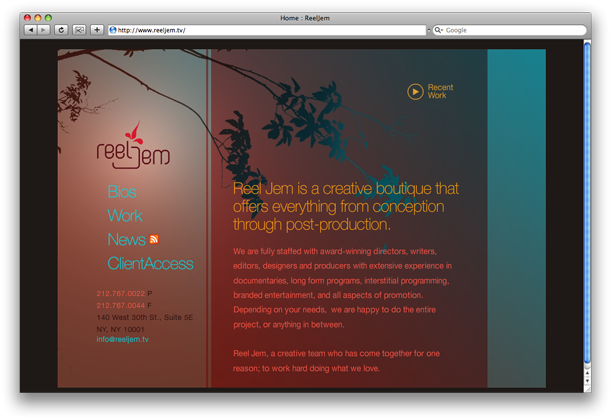 Home : ReelJem
http://www.reeljem.tv/
Google
Recent
Work
reel Jem
Bios
Work
News
ClientAccess
212.767.0022 P
212.767.0044 F
140 West 30th St., Suite 5E
NY, NY 10001
info@reeljem.tv
Reel Jem is a creative boutique that
offers everything from conception
through post-production.
We are fully staffed with award-winning directors, writers,
editors, designers and producers with extensive experience in
documentaries, long form programs, interstitial programming,
branded entertainment, and all aspects of promotion.
Depending on your needs, we are happy to do the entire
project, or anything in between.
Reel Jem, a creative team who has come together for one
reason; to work hard doing what we love.